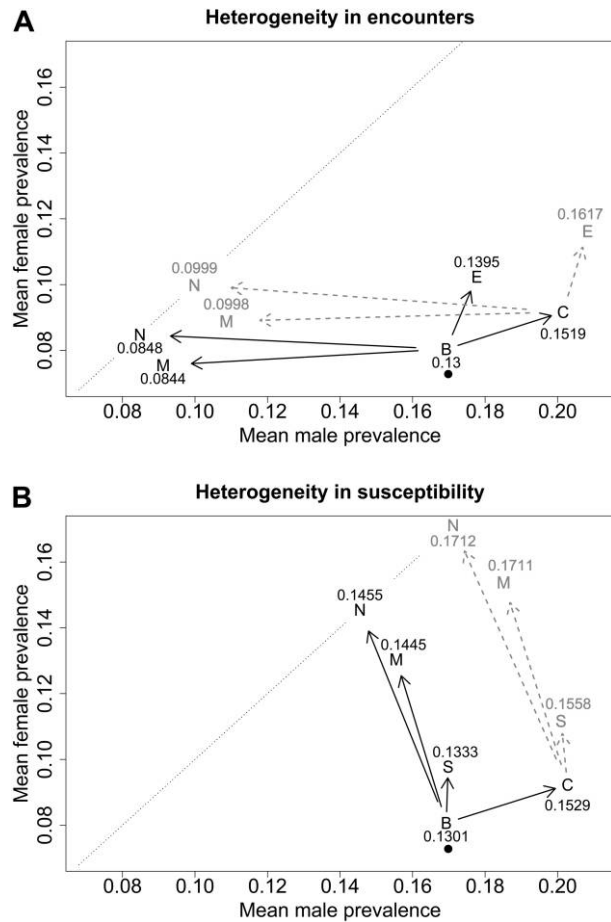 A
Heterogeneity in encounters
Mean female prevalence
0.16
0.14
0.12
0.10
0.08
0.1617
E
0.1395
E
0.0999
N
0.0998
M
C
0.1519
N
0.0848
M
0.0844
B
0.13
0.08 0.10 0.12 0.14 0.16 0.18 0.20
Mean male prevalence
B
Heterogeneity in susceptibility
Mean female prevalence
0.16
0.14
0.12
0.10
0.08
N
0.1712
0.1711
M
0.1455
N
0.1445
M
0.1558
S
0.1333
S
C
0.1529
B
0.1301
0.08 0.10 0.12 0.14 0.16 0.18 0.20
Mean male prevalence